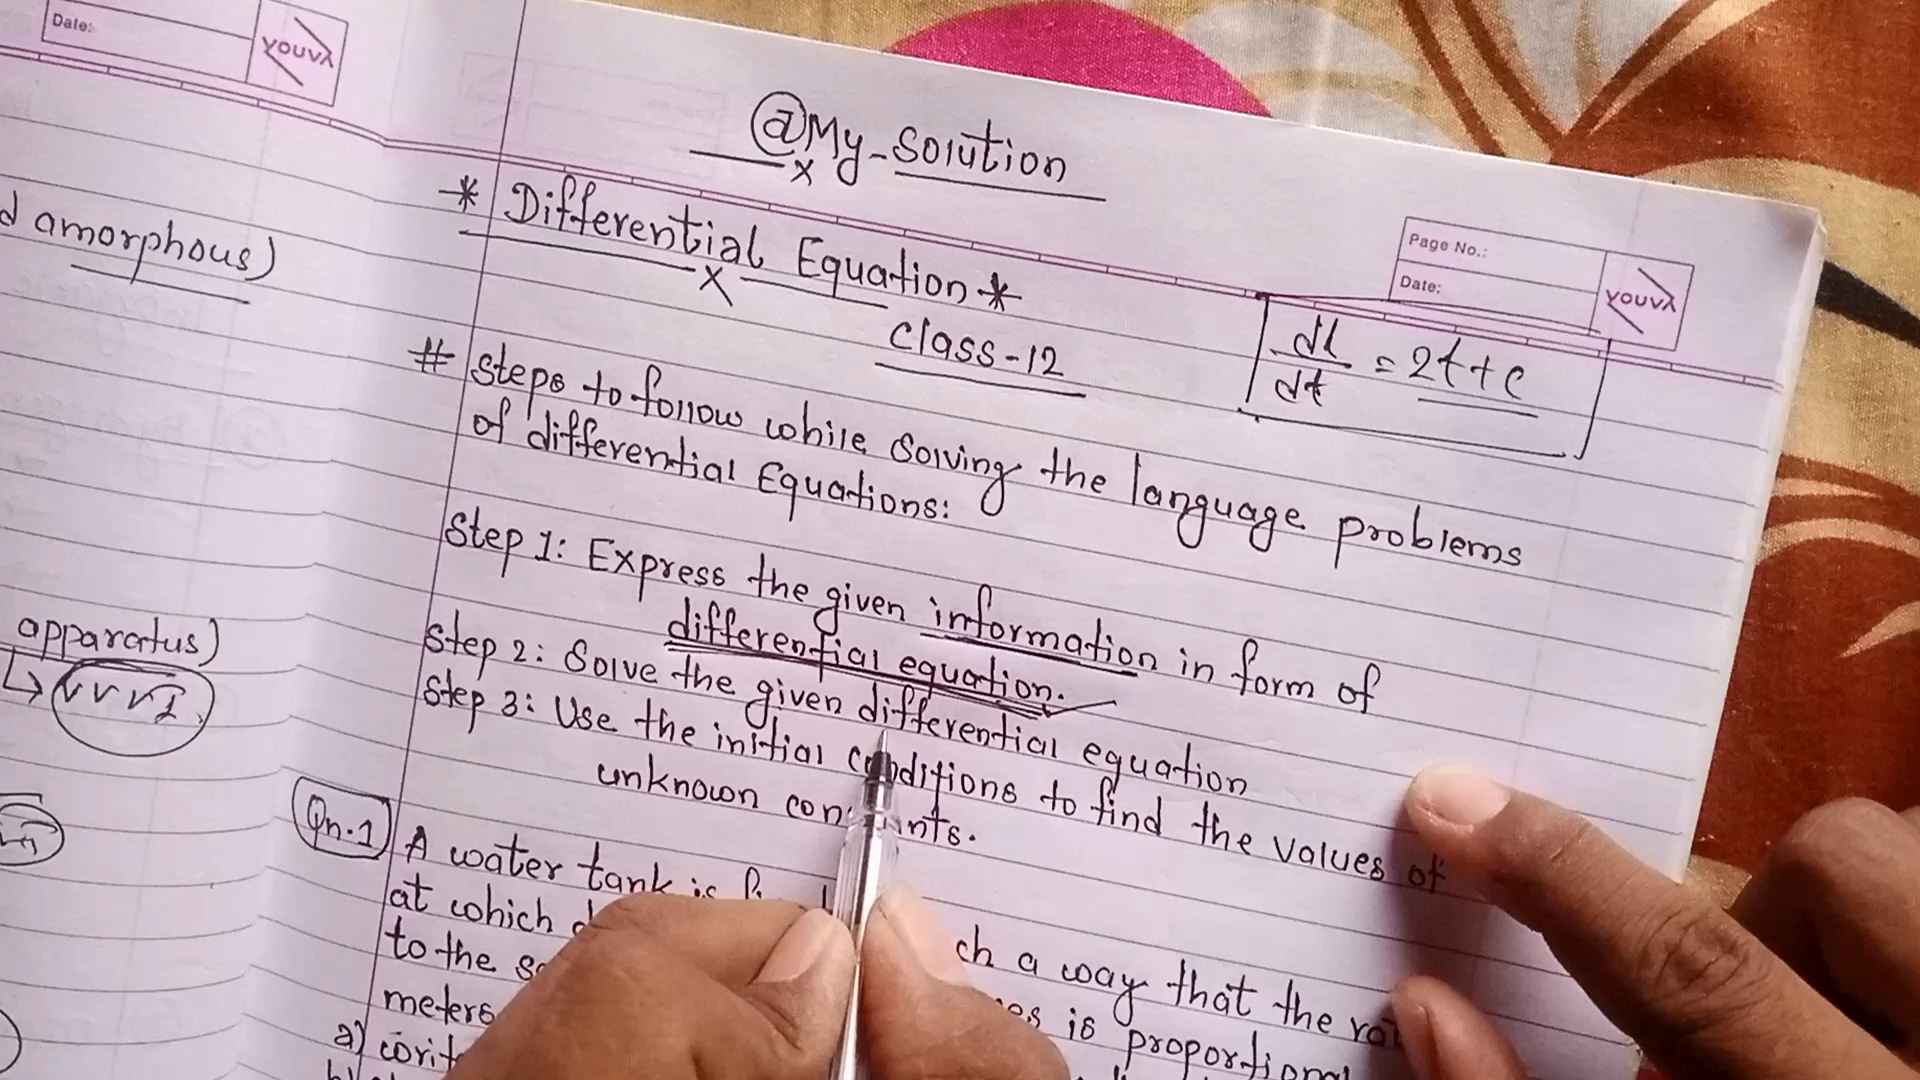 Date:
youva
@My-Solution
* Differential Equation *
Class-12
Page No.:
Date:
youva
dl/dt = 2t+c
# Steps to follow while solving the language problems
of differential Equations:
Step 1: Express the given information in form of
differential equation.
Step 2: Solve the given differential equation
Step 3: Use the initial conditions to find the values of
unknown constants.
Qn.1 A water tank is
ch a way that the
at which
to the
is proportional
meters
a)
amorphous)
apparatus)